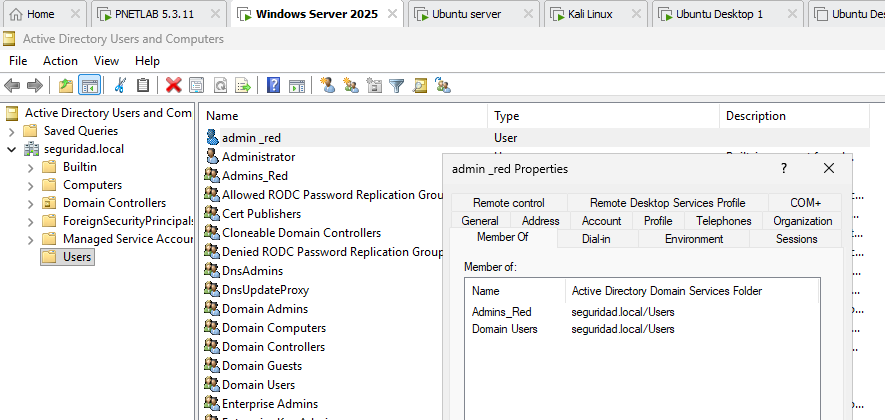 Home
PNETLAB 5.3.11
Windows Server 2025
Ubuntu server
Kali Linux
Ubuntu Desktop 1
Ubuntu Des
Active Directory Users and Computers
File Action View Help
Active Directory Users and Com
Saved Queries
seguridad.local
Builtin
Computers
Domain Controllers
ForeignSecurityPrincipals
Managed Service Accour
Users
Name Type Description
admin _red User
Administrator
Admins_Red
Allowed RODC Password Replication Grou
Cert Publishers
Cloneable Domain Controllers
Denied RODC Password Replication Group
DnsAdmins
DnsUpdateProxy
Domain Admins
Domain Computers
Domain Controllers
Domain Guests
Domain Users
Enterprise Admins
admin _red Properties
?
Remote control Remote Desktop Services Profile COM+
General Address Account Profile Telephones Organization
Member Of Dial-in Environment Sessions
Member of:
Name Active Directory Domain Services Folder
Admins_Red seguridad.local/Users
Domain Users seguridad.local/Users